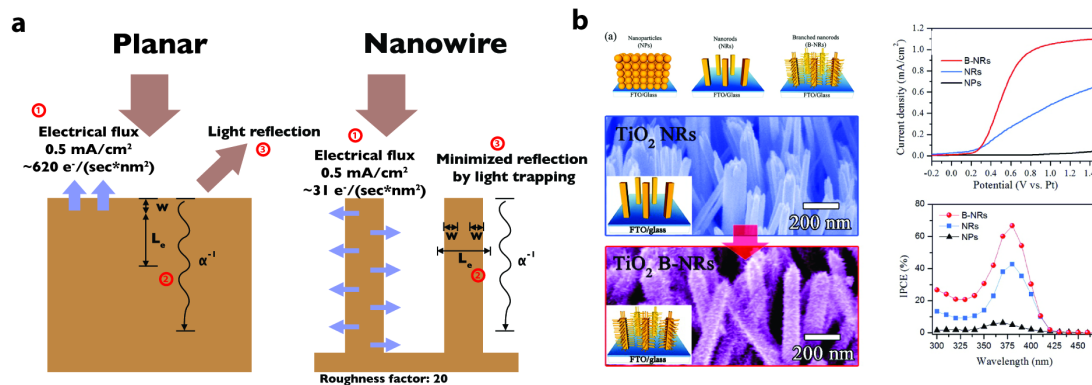 a
Planar
Nanowire
①
Electrical flux
0.5 mA/cm²
~620 e⁻/(sec*nm²)
Light reflection
③
w
Lₑ
②
α⁻¹
①
Electrical flux
0.5 mA/cm²
~31 e⁻/(sec*nm²)
③
Minimized reflection
by light trapping
w
w
Lₑ
②
α⁻¹
Roughness factor: 20
b
(a)
Nanoparticles
(NPs)
Nanorods
(NRs)
Branched nanorods
(B-NRs)
FTO/Glass
FTO/Glass
FTO/Glass
TiO₂ NRs
FTO/glass
200 nm
TiO₂ B-NRs
FTO/glass
200 nm
Current density (mA/cm²)
1.2
1.0
0.8
0.6
0.4
0.2
0.0
B-NRs
NRs
NPs
-0.2 0.0 0.2 0.4 0.6 0.8 1.0 1.2 1.4
Potential (V vs. Pt)
IPCE (%)
80
60
40
20
0
B-NRs
NRs
NPs
300 325 350 375 400 425 450
Wavelength (nm)